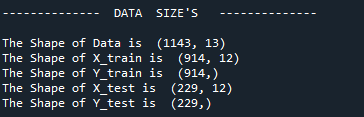 -------------- DATA SIZE'S --------------
The Shape of Data is (1143, 13)
The Shape of X_train is (914, 12)
The Shape of Y_train is (914,)
The Shape of X_test is (229, 12)
The Shape of Y_test is (229,)